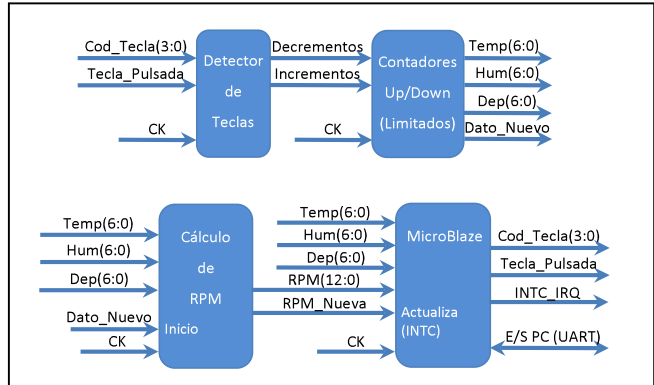 Cod_Tecla(3:0)
Tecla_Pulsada
CK
Detector
de
Teclas
Decrementos
Incrementos
CK
Contadores
Up/Down
(Limitados)
Temp(6:0)
Hum(6:0)
Dep(6:0)
Dato_Nuevo
Temp(6:0)
Hum(6:0)
Dep(6:0)
Dato_Nuevo
CK
Cálculo
de
RPM
Inicio
Temp(6:0)
Hum(6:0)
Dep(6:0)
RPM(12:0)
RPM_Nueva
CK
MicroBlaze
Actualiza
(INTC)
Cod_Tecla(3:0)
Tecla_Pulsada
INTC_IRQ
E/S PC (UART)